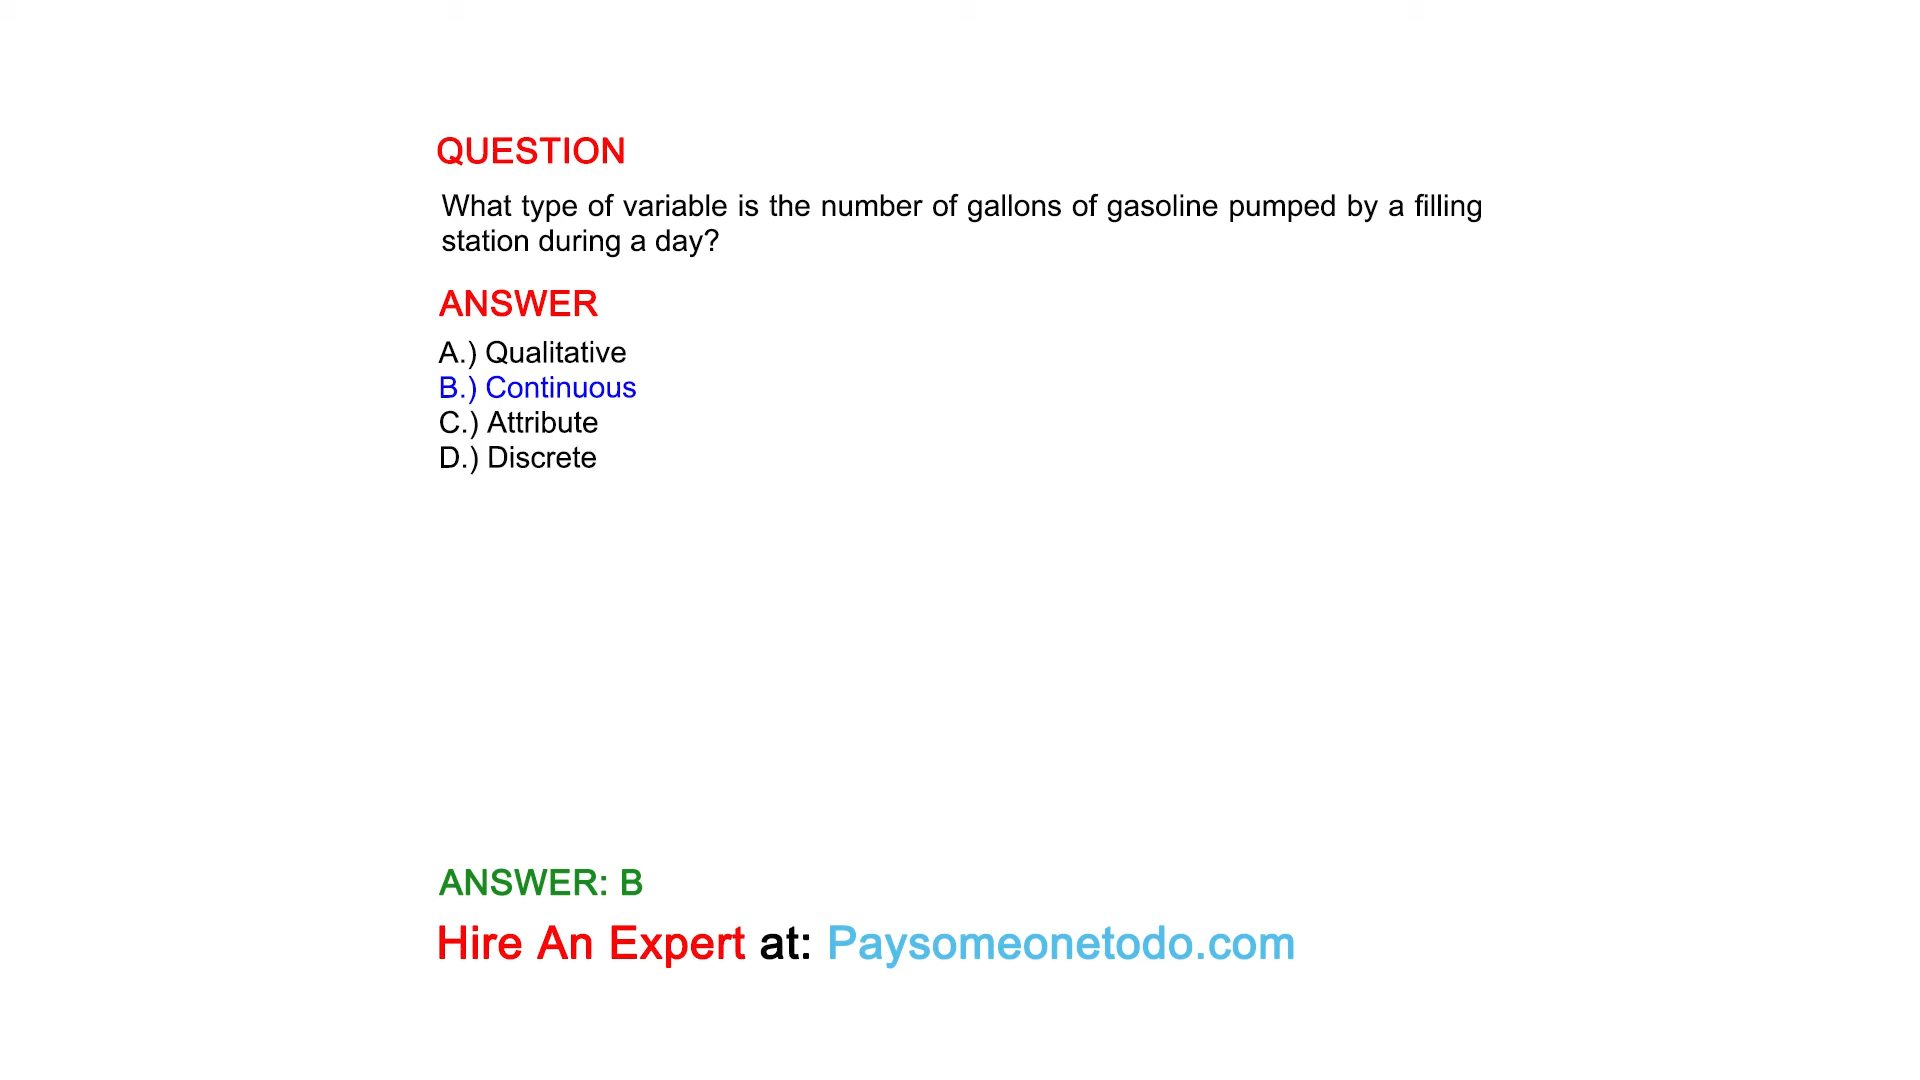 QUESTION
What type of variable is the number of gallons of gasoline pumped by a filling
station during a day?
ANSWER
A.) Qualitative
B.) Continuous
C.) Attribute
D.) Discrete
ANSWER: B
Hire An Expert at: Paysomeonetodo.com